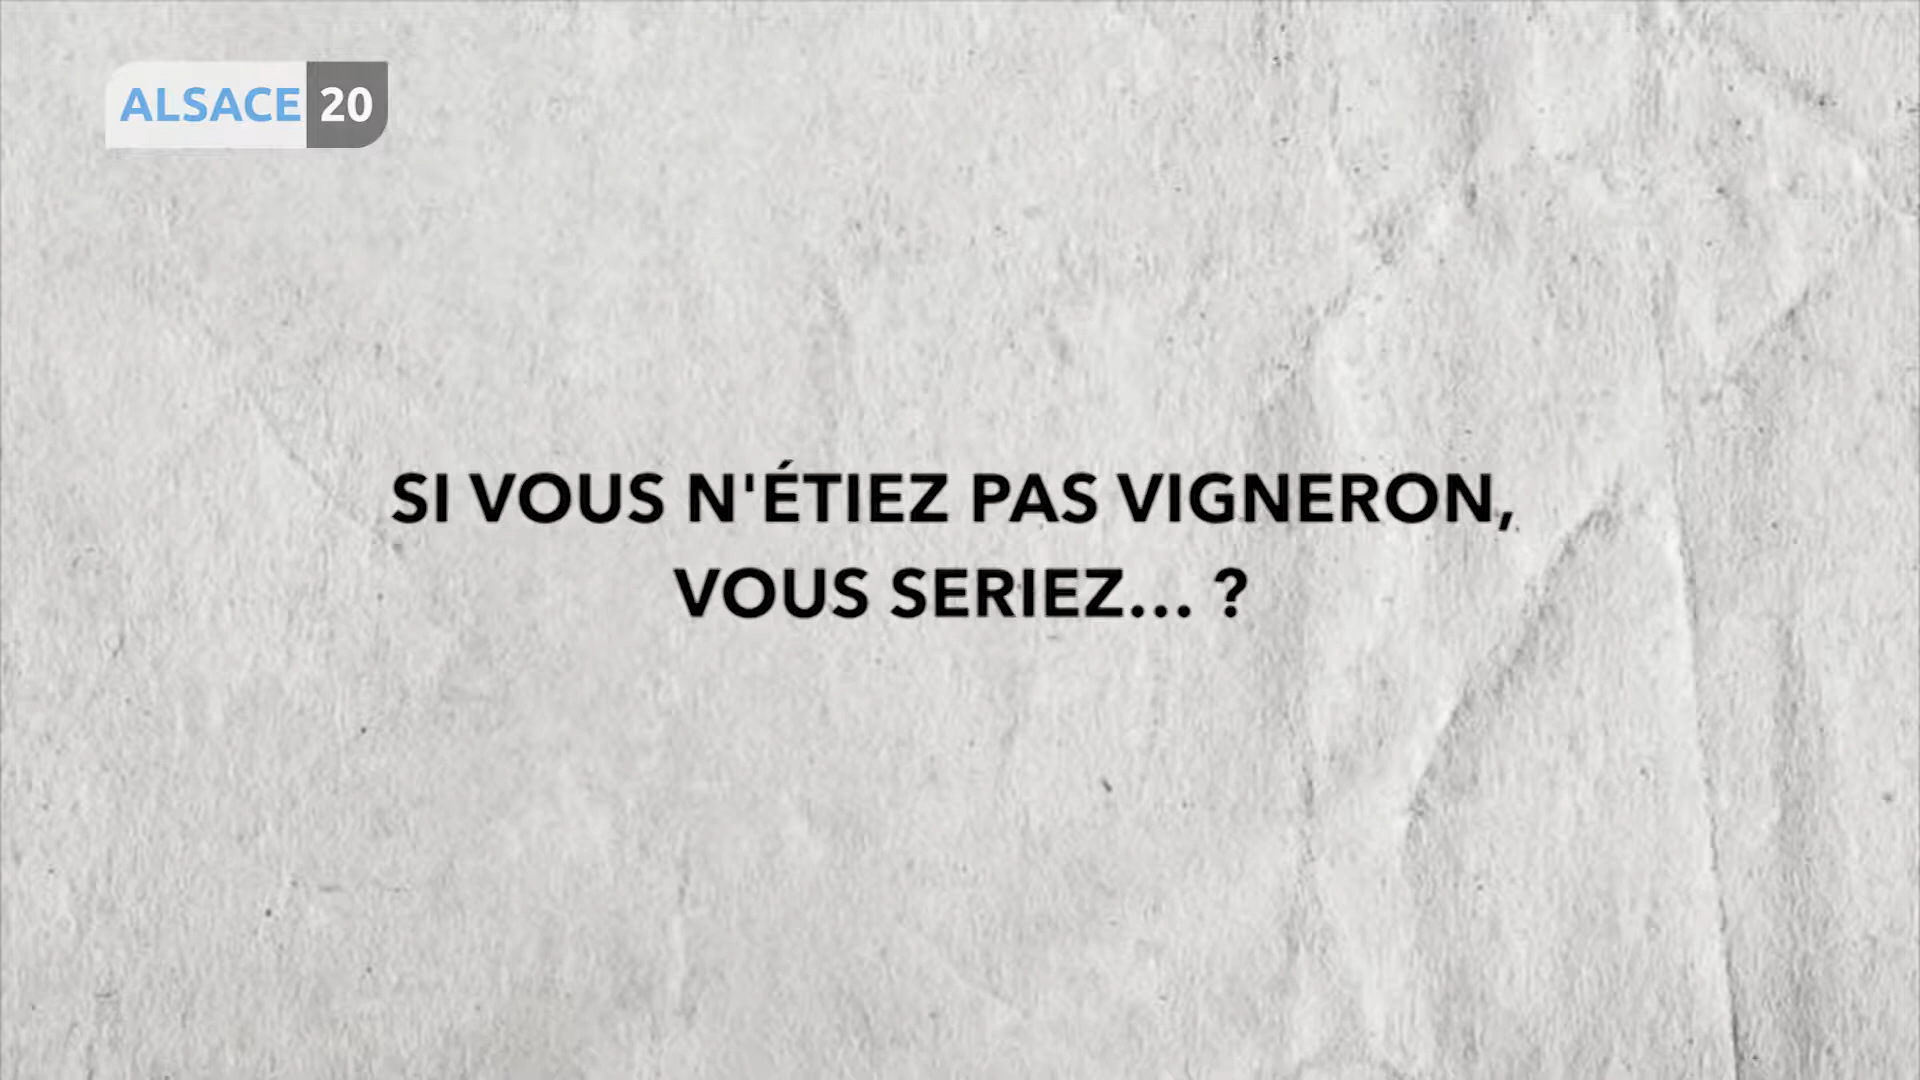 ALSACE 20
SI VOUS N'ÉTIEZ PAS VIGNERON,
VOUS SERIEZ... ?